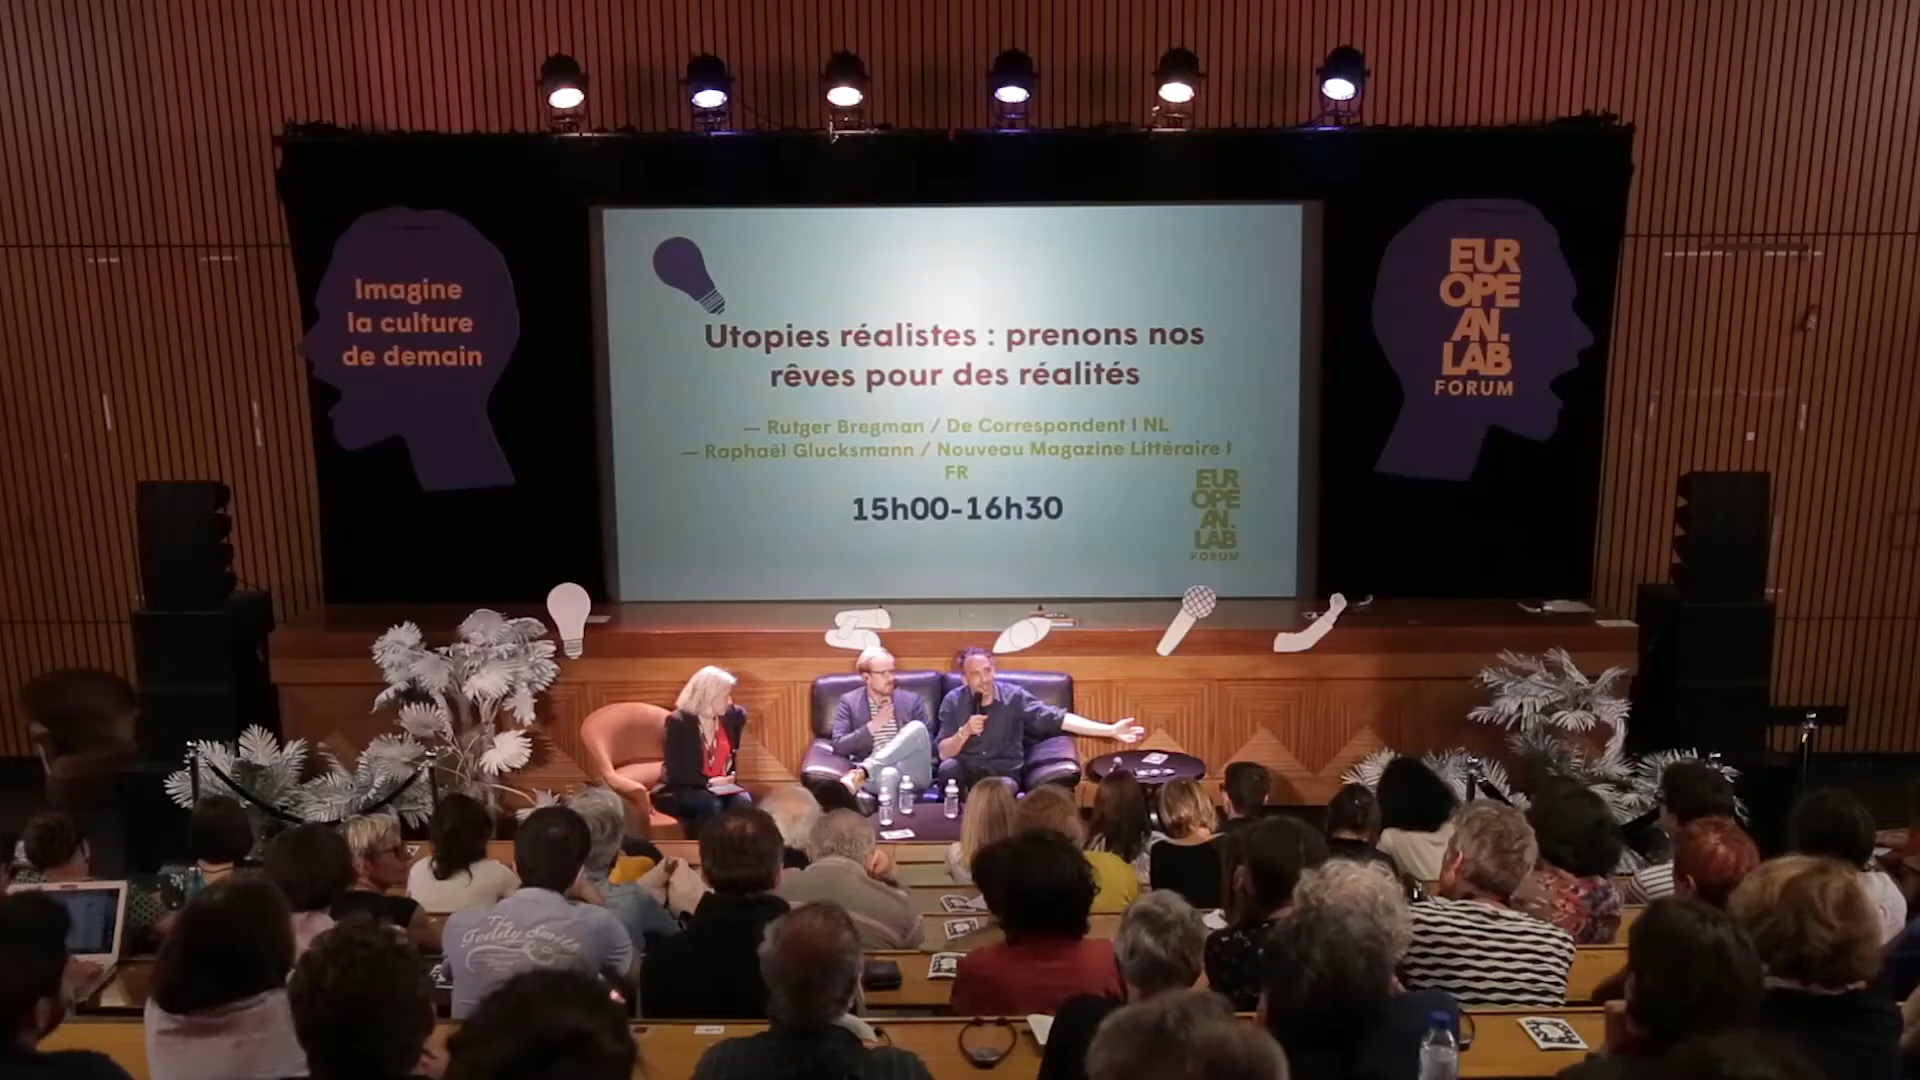 Imagine
la culture
de demain
Utopies réalistes : prenons nos
rêves pour des réalités
— Rutger Bregman / De Correspondent I NL
— Raphaël Glucksmann / Nouveau Magazine Littéraire I
FR
15h00-16h30
EUR
OPE
AN.
LAB
FORUM
EUR
OPE
AN.
LAB
FORUM
The
Teddy Smith